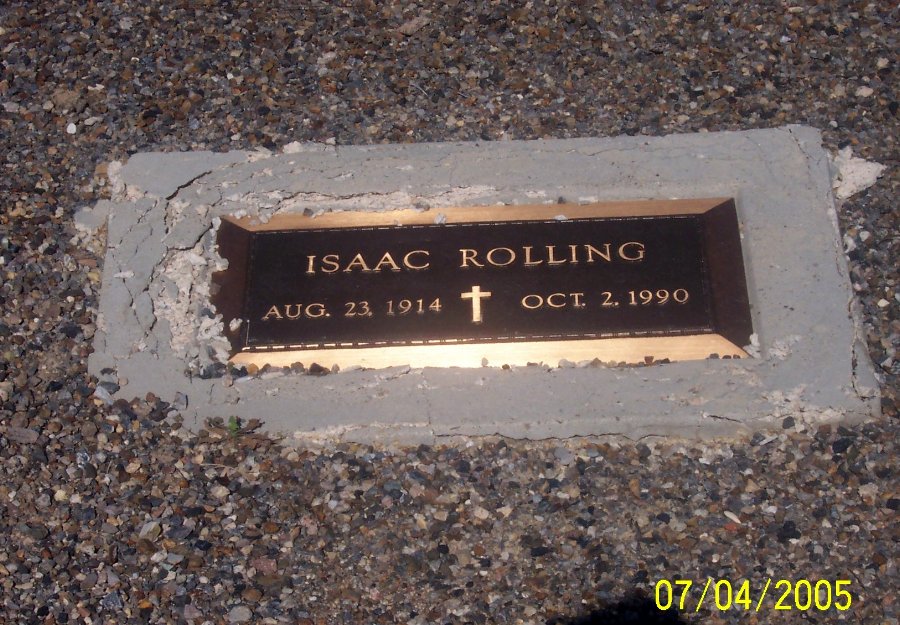 ISAAC ROLLING
AUG. 23, 1914 OCT. 2, 1990
07/04/2005